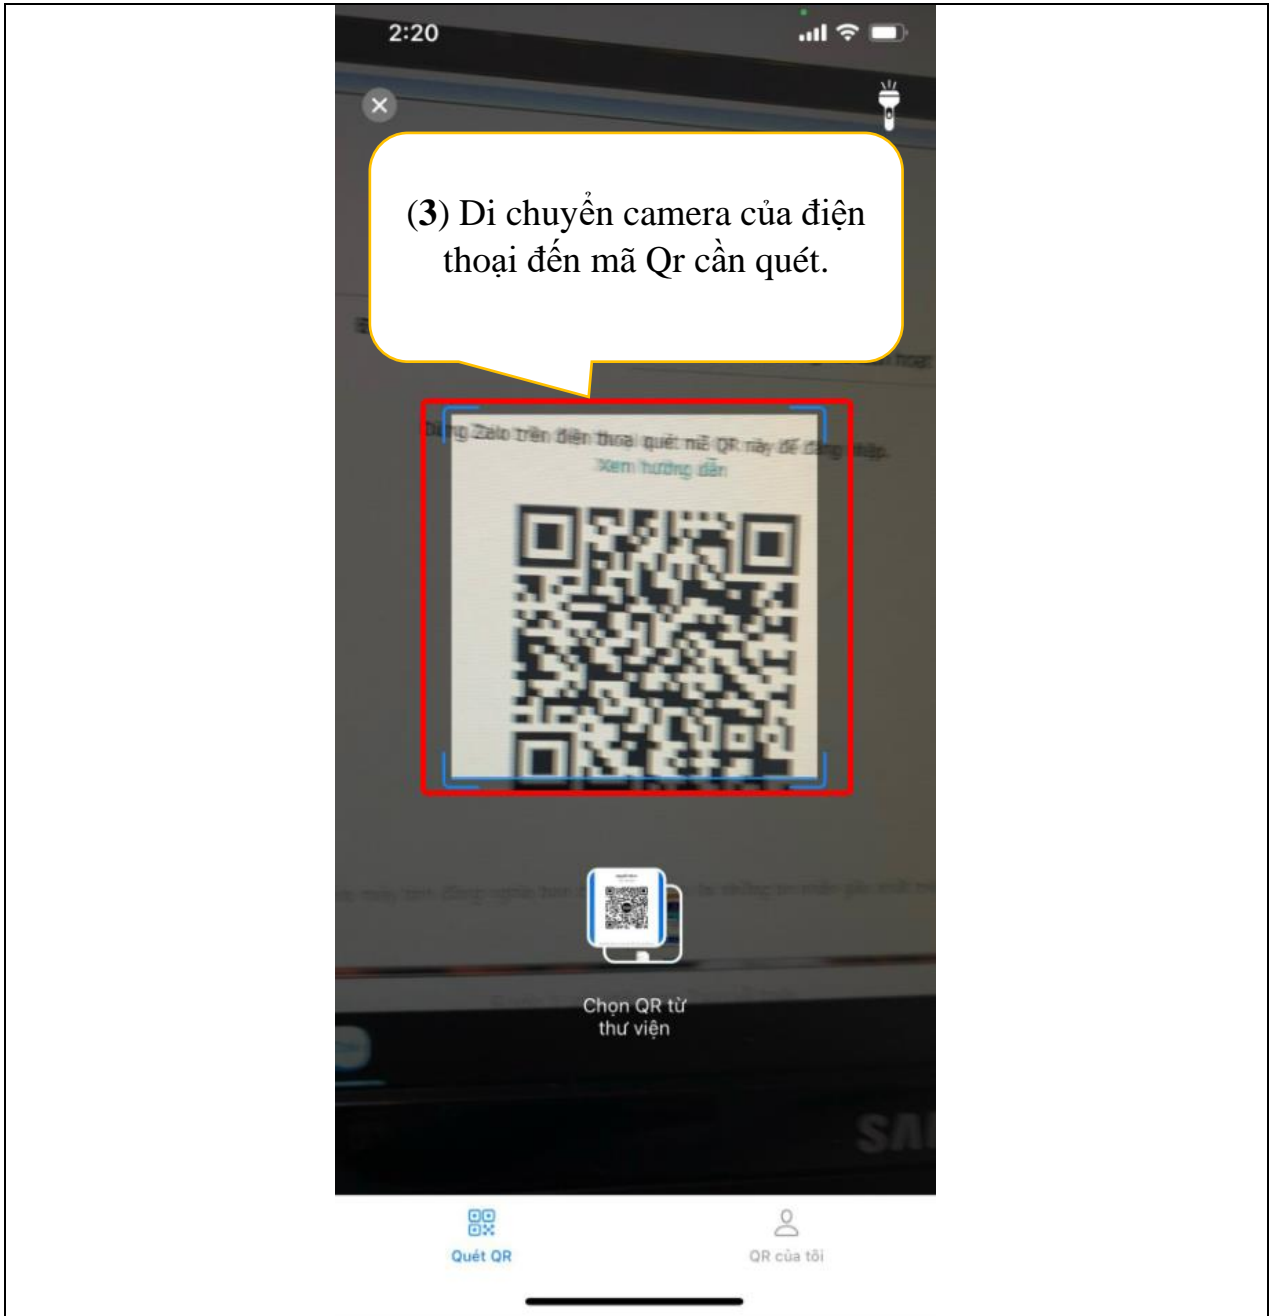 2:20
(3) Di chuyển camera của điện
thoại đến mã Qr cần quét.
Dùng Zalo trên điện thoại quét mã QR này để đăng nhập.
Xem hướng dẫn
Chọn QR từ
thư viện
Quét QR
QR của tôi